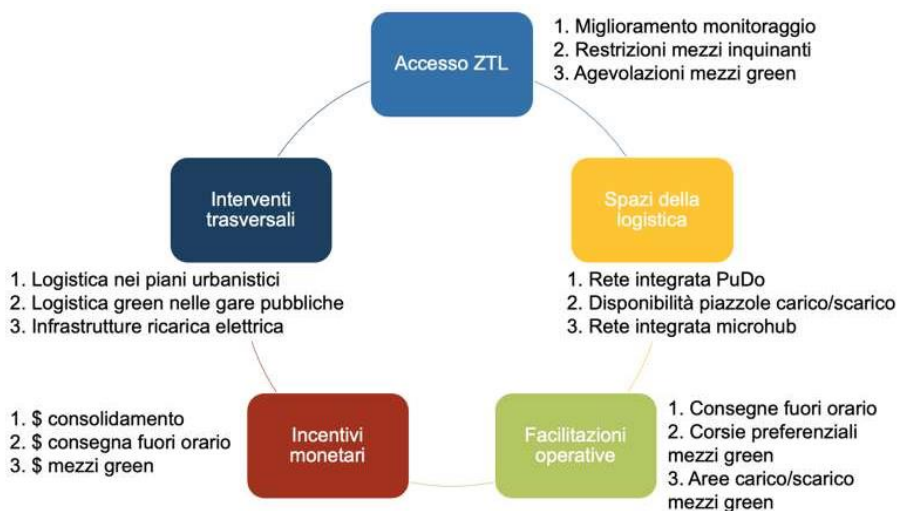 Accesso ZTL
1. Miglioramento monitoraggio
2. Restrizioni mezzi inquinanti
3. Agevolazioni mezzi green
Interventi
trasversali
1. Logistica nei piani urbanistici
2. Logistica green nelle gare pubbliche
3. Infrastrutture ricarica elettrica
Spazi della
logistica
1. Rete integrata PuDo
2. Disponibilità piazzole carico/scarico
3. Rete integrata microhub
1. $ consolidamento
2. $ consegna fuori orario
3. $ mezzi green
Incentivi
monetari
Facilitazioni
operative
1. Consegne fuori orario
2. Corsie preferenziali
mezzi green
3. Aree carico/scarico
mezzi green